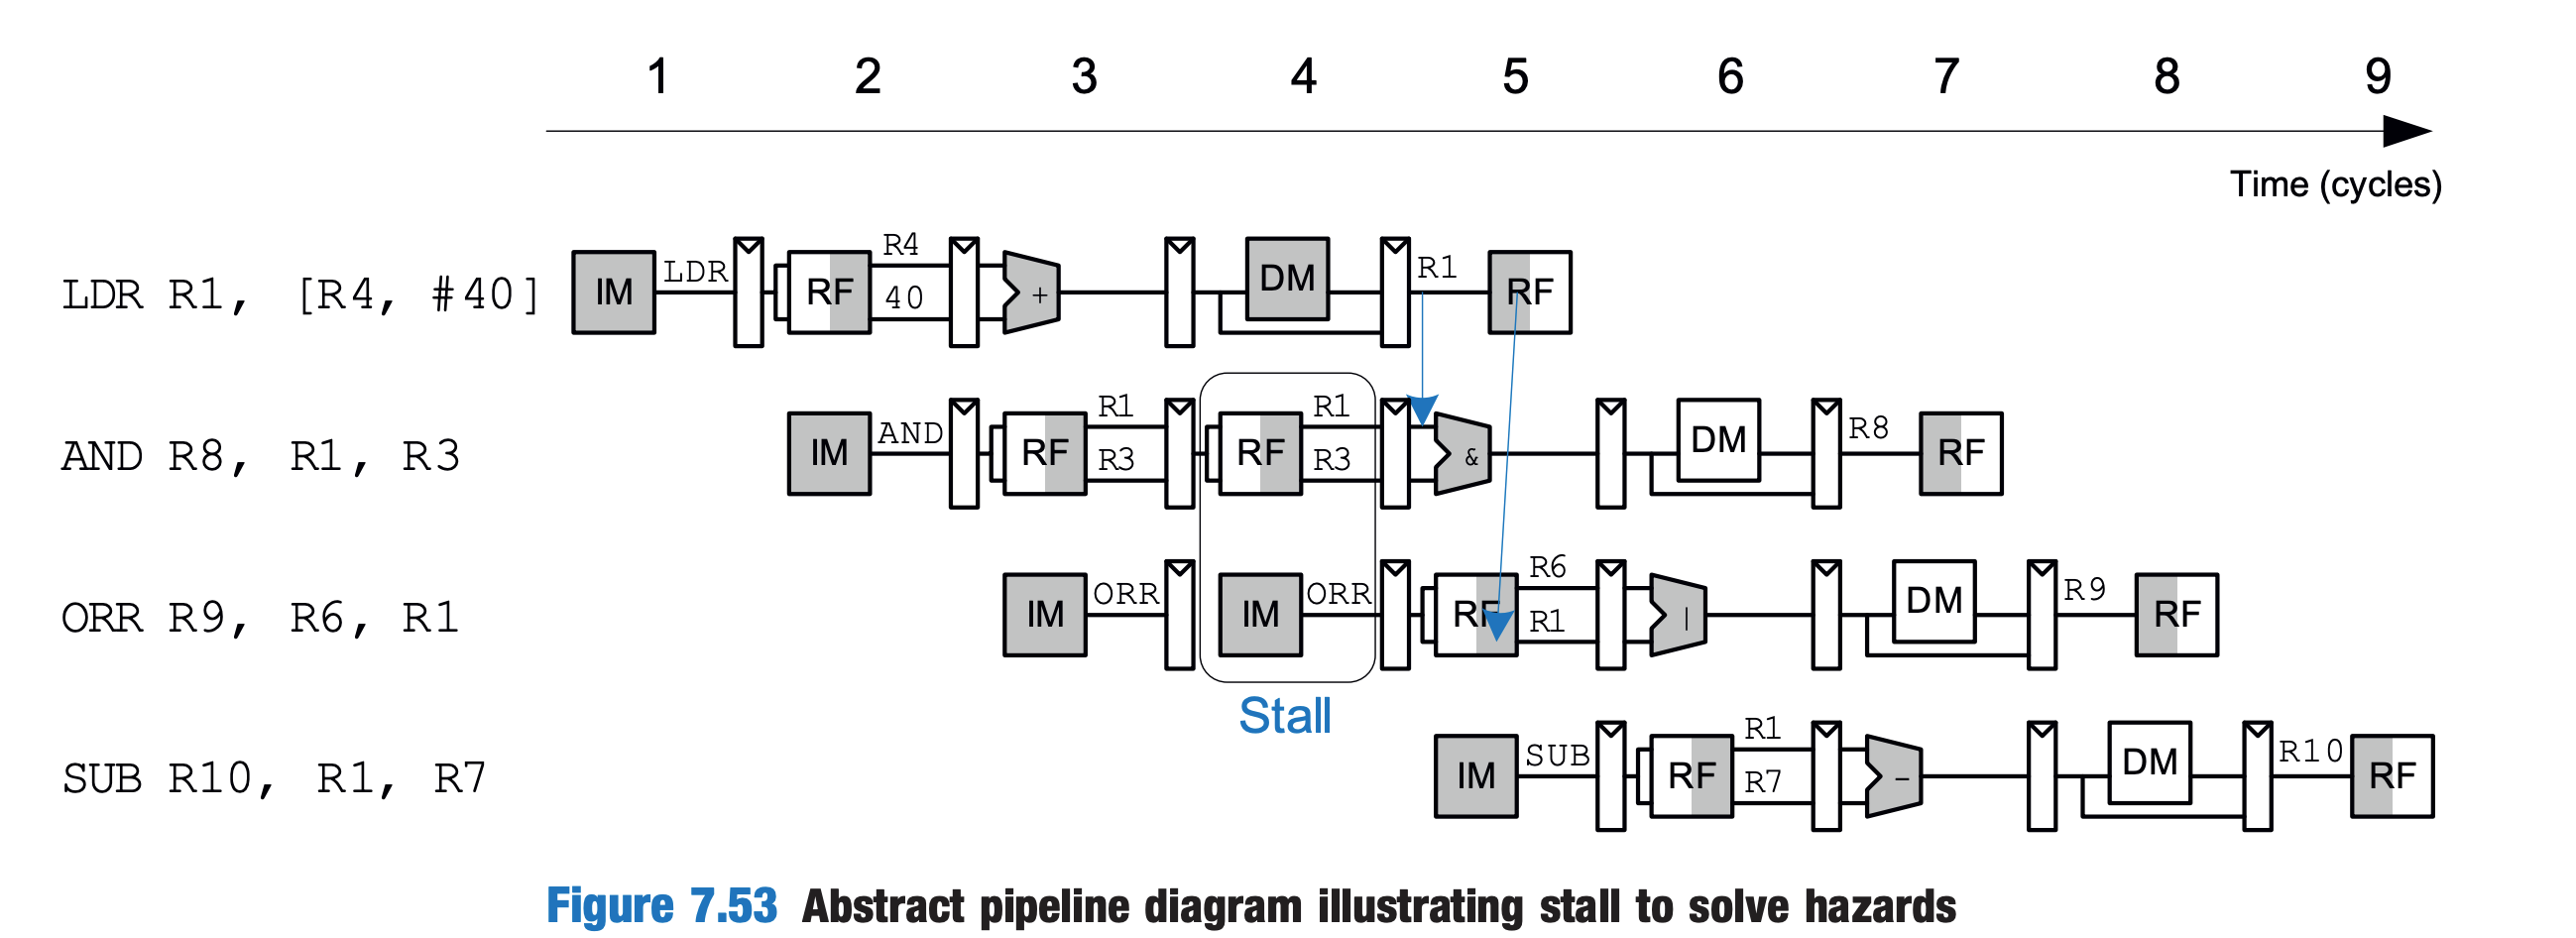 1 2 3 4 5 6 7 8 9
Time (cycles)
LDR R1, [R4, #40] IM LDR RF R4 40 + DM R1 RF
AND R8, R1, R3 IM AND RF R1 R3 RF R1 R3 & DM R8 RF
ORR R9, R6, R1 IM ORR IM ORR RF R6 R1 | DM R9 RF
Stall
SUB R10, R1, R7 IM SUB RF R1 R7 - DM R10 RF
Figure 7.53 Abstract pipeline diagram illustrating stall to solve hazards